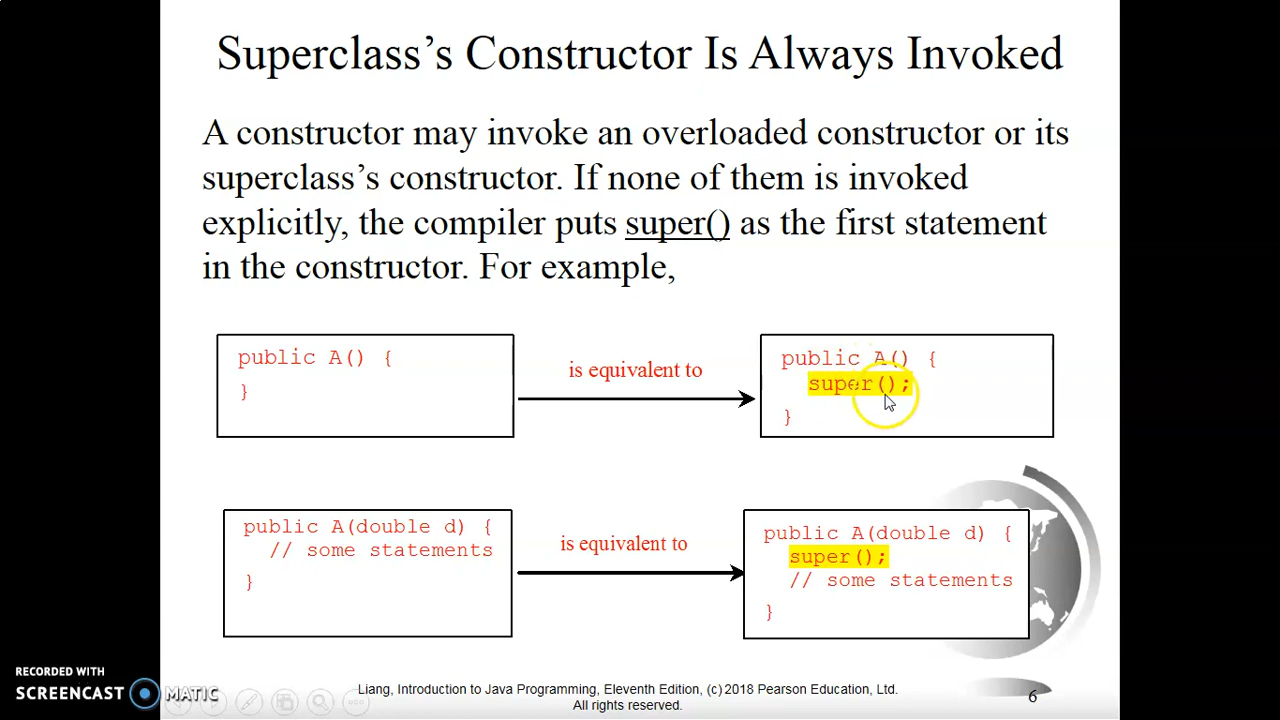 Superclass's Constructor Is Always Invoked
A constructor may invoke an overloaded constructor or its
superclass's constructor. If none of them is invoked
explicitly, the compiler puts super() as the first statement
in the constructor. For example,
public A() {
}
is equivalent to
public A() {
super();
}
public A(double d) {
// some statements
}
is equivalent to
public A(double d) {
super();
// some statements
}
RECORDED WITH
SCREENCAST MATIC
Liang, Introduction to Java Programming, Eleventh Edition, (c) 2018 Pearson Education, Ltd.
All rights reserved.
6